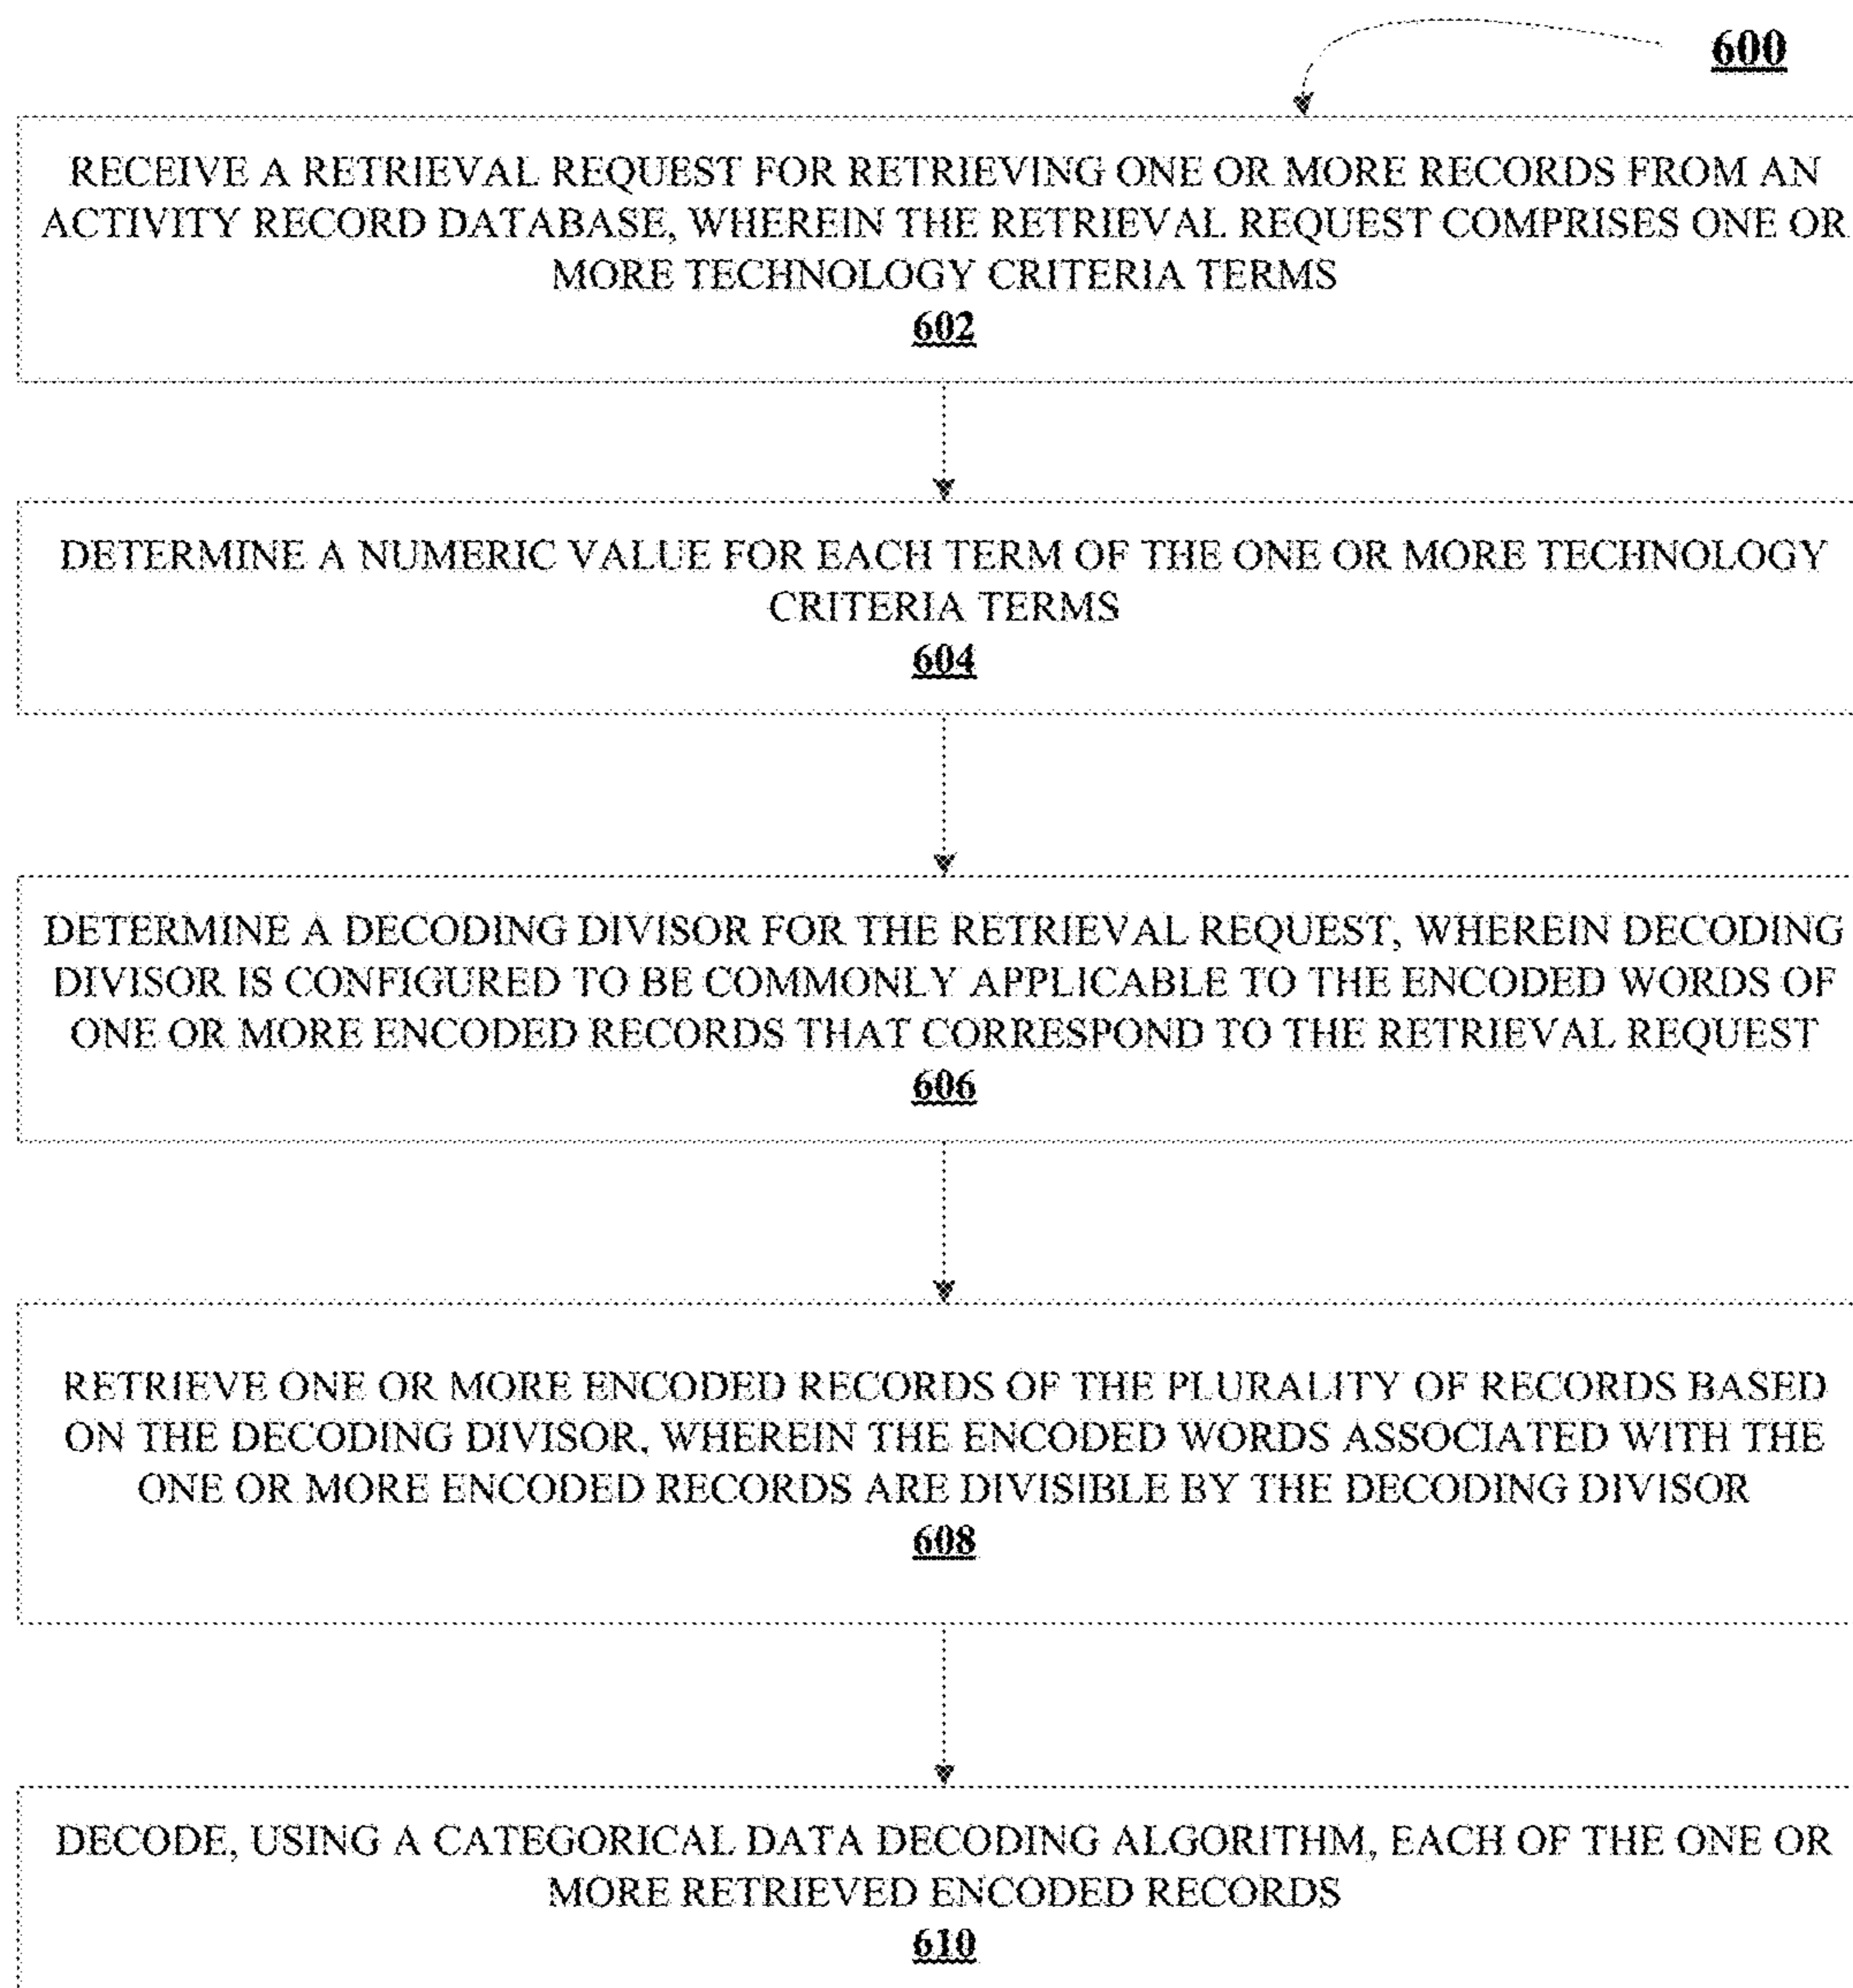 600
RECEIVE A RETRIEVAL REQUEST FOR RETRIEVING ONE OR MORE RECORDS FROM AN
ACTIVITY RECORD DATABASE, WHEREIN THE RETRIEVAL REQUEST COMPRISES ONE OR
MORE TECHNOLOGY CRITERIA TERMS
602
DETERMINE A NUMERIC VALUE FOR EACH TERM OF THE ONE OR MORE TECHNOLOGY
CRITERIA TERMS
604
DETERMINE A DECODING DIVISOR FOR THE RETRIEVAL REQUEST, WHEREIN DECODING
DIVISOR IS CONFIGURED TO BE COMMONLY APPLICABLE TO THE ENCODED WORDS OF
ONE OR MORE ENCODED RECORDS THAT CORRESPOND TO THE RETRIEVAL REQUEST
606
RETRIEVE ONE OR MORE ENCODED RECORDS OF THE PLURALITY OF RECORDS BASED
ON THE DECODING DIVISOR, WHEREIN THE ENCODED WORDS ASSOCIATED WITH THE
ONE OR MORE ENCODED RECORDS ARE DIVISIBLE BY THE DECODING DIVISOR
608
DECODE, USING A CATEGORICAL DATA DECODING ALGORITHM, EACH OF THE ONE OR
MORE RETRIEVED ENCODED RECORDS
610